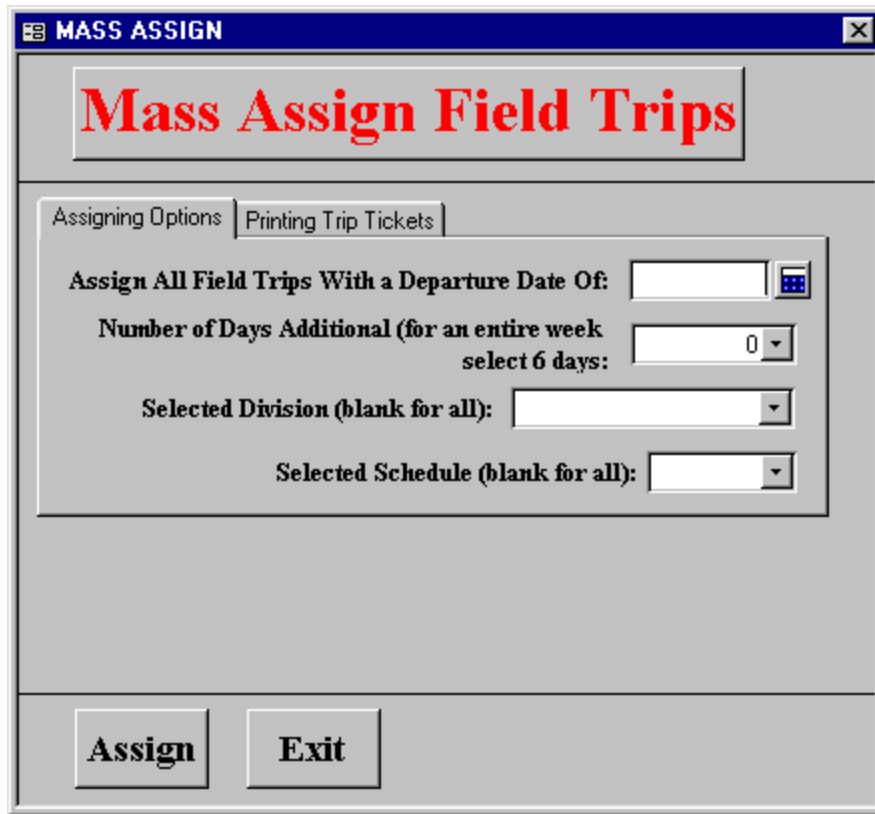 MASS ASSIGN
Mass Assign Field Trips
Assigning Options
Printing Trip Tickets
Assign All Field Trips With a Departure Date Of:
Number of Days Additional (for an entire week
select 6 days:
0
Selected Division (blank for all):
Selected Schedule (blank for all):
Assign
Exit